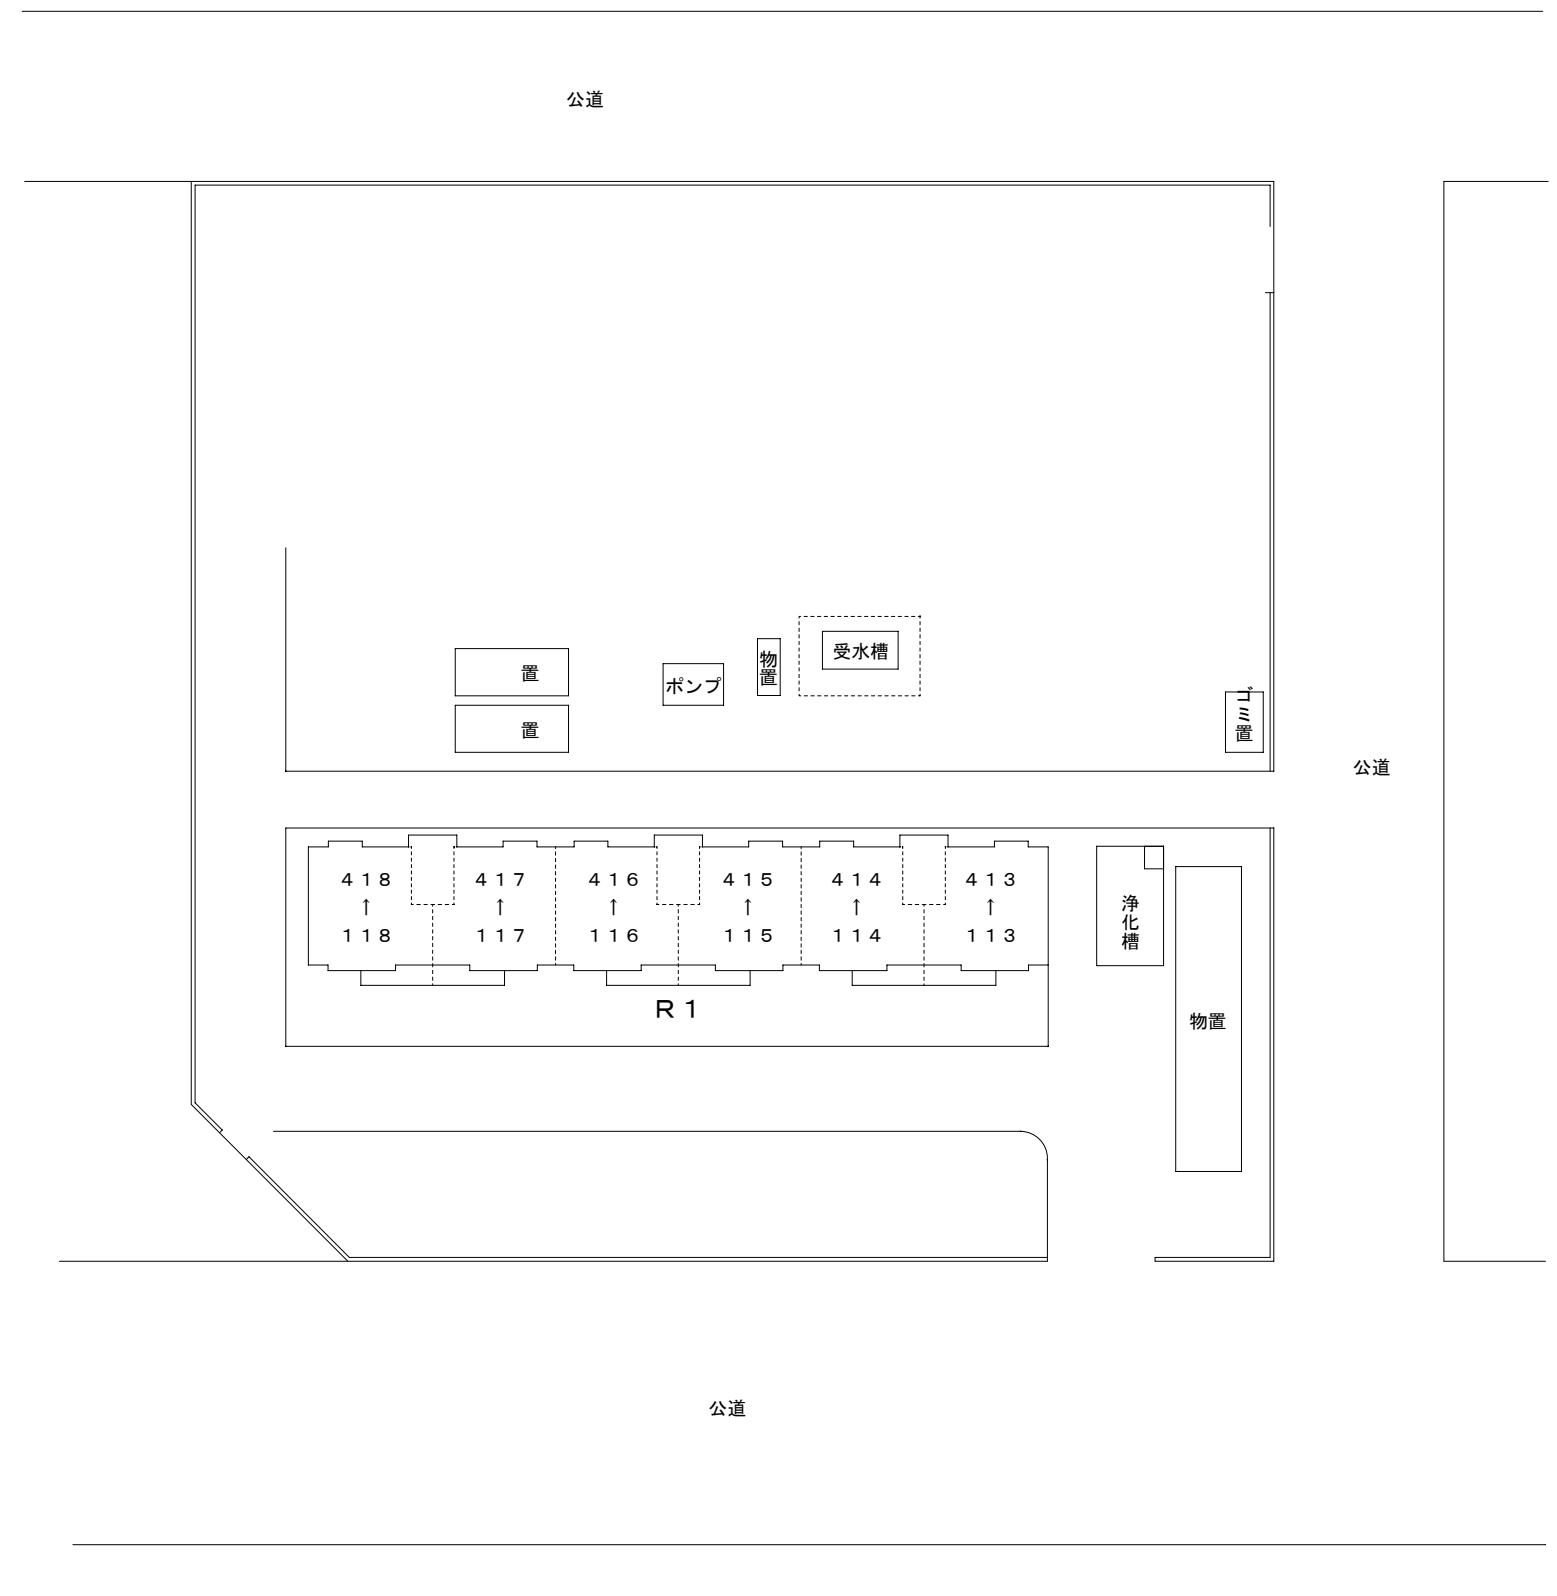 公道
受水槽
物置
置
ポンプ
ゴミ置
置
公道
４１８ ４１７ ４１６ ４１５ ４１４ ４１３
↑ ↑ ↑ ↑ ↑ ↑
１１８ １１７ １１６ １１５ １１４ １１３
浄化槽
Ｒ１
物置
公道